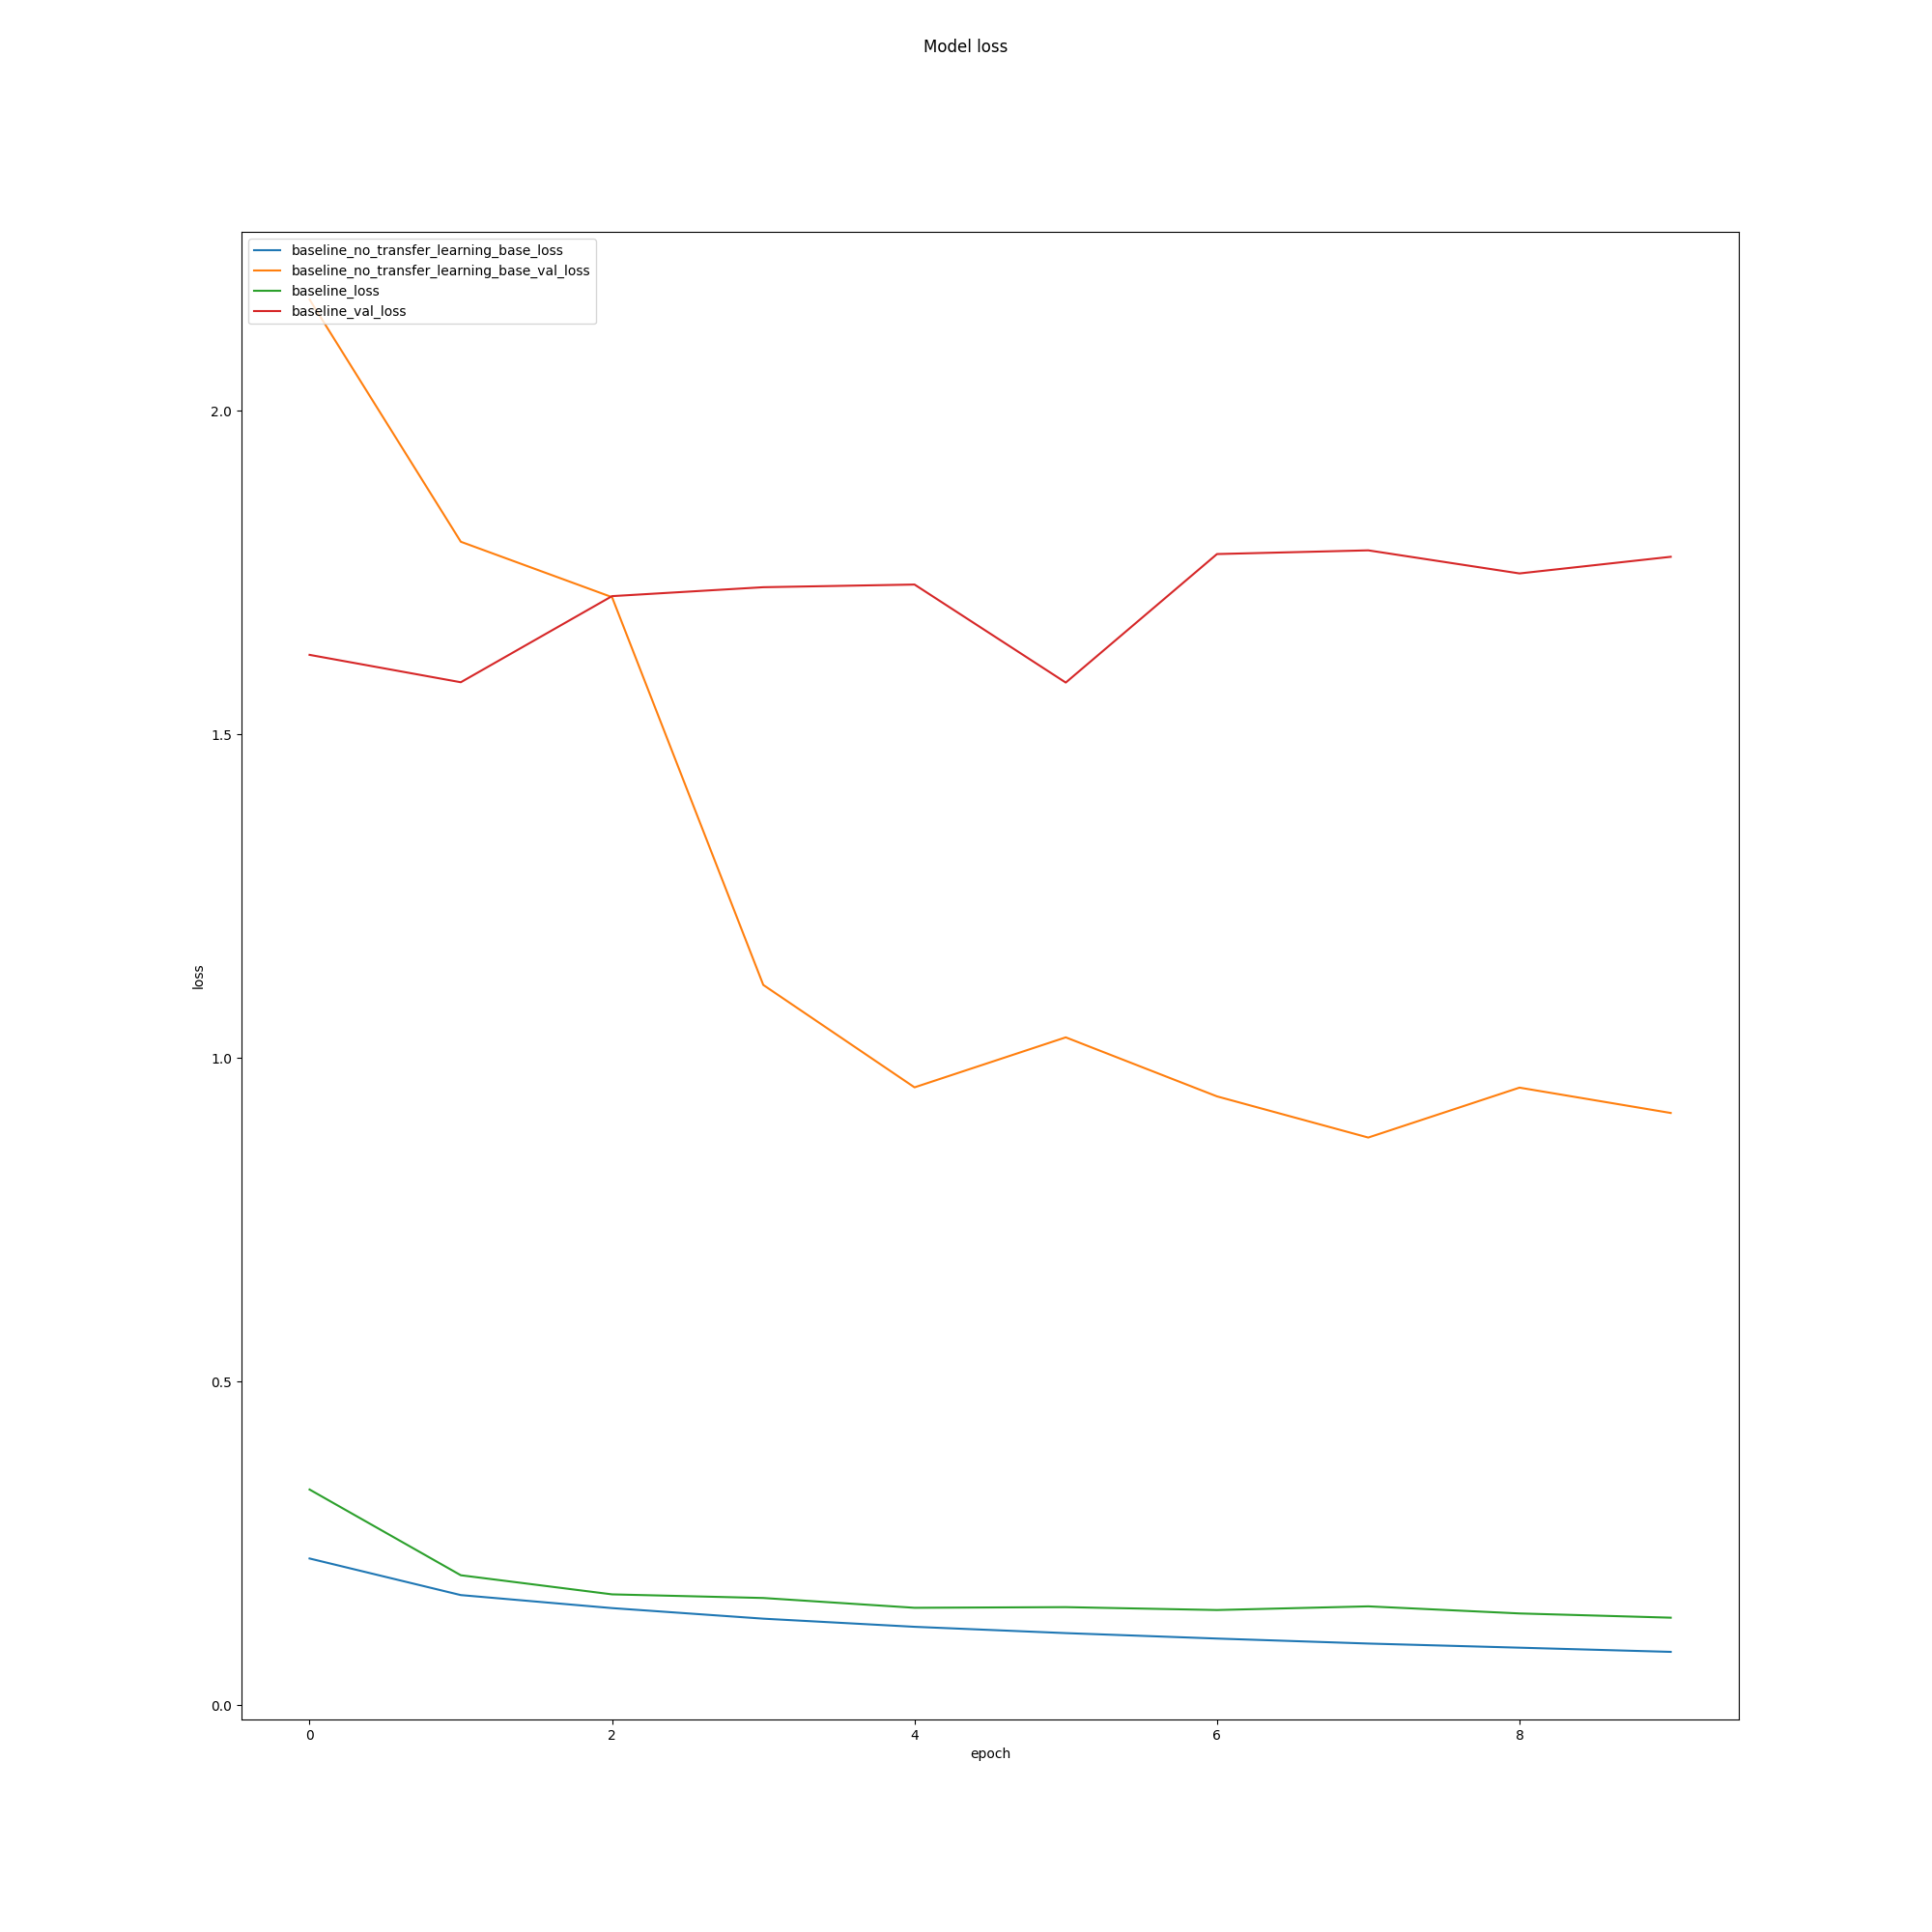 Model loss
baseline_no_transfer_learning_base_loss
baseline_no_transfer_learning_base_val_loss
baseline_loss
baseline_val_loss
2.0
1.5
1.0
0.5
0.0
loss
0 2 4 6 8
epoch